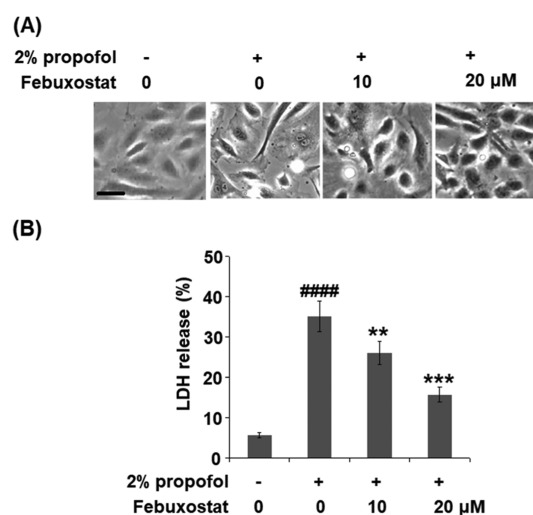 (A)
2% propofol - + + +
Febuxostat 0 0 10 20 µM
(B)
50
40
30
20
10
0
LDH release (%)
####
**
***
2% propofol - + + +
Febuxostat 0 0 10 20 µM